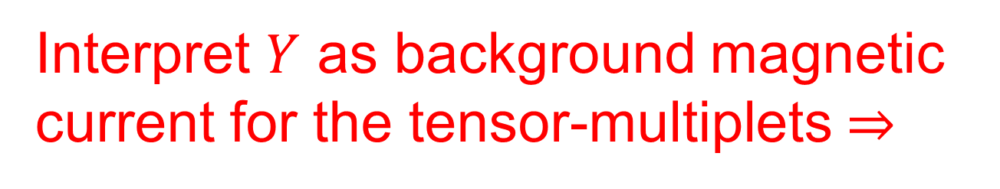 Interpret 𝑌 as background magnetic
current for the tensor-multiplets ⇒